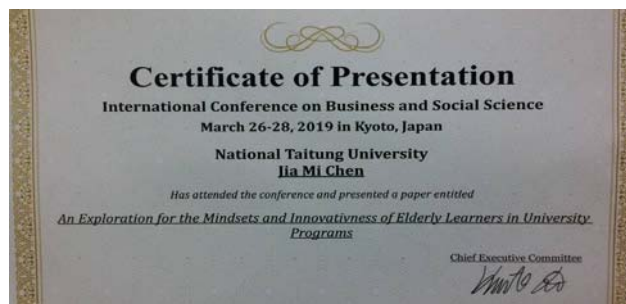 Certificate of Presentation
International Conference on Business and Social Science
March 26-28, 2019 in Kyoto, Japan
National Taitung University
Jia Mi Chen
Has attended the conference and presented a paper entitled
An Exploration for the Mindsets and Innovativness of Elderly Learners in University
Programs
Chief Executive Committee